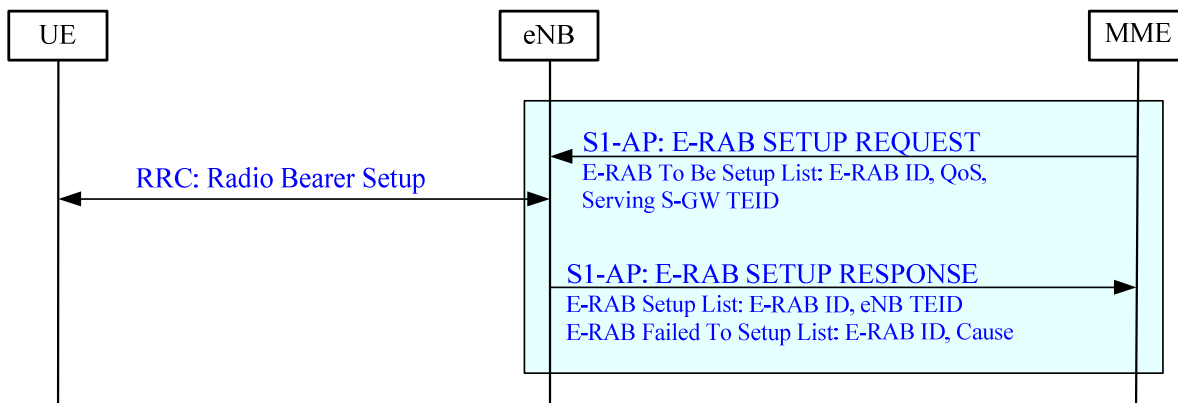 UE
eNB
MME
S1-AP: E-RAB SETUP REQUEST
E-RAB To Be Setup List: E-RAB ID, QoS,
Serving S-GW TEID
RRC: Radio Bearer Setup
S1-AP: E-RAB SETUP RESPONSE
E-RAB Setup List: E-RAB ID, eNB TEID
E-RAB Failed To Setup List: E-RAB ID, Cause